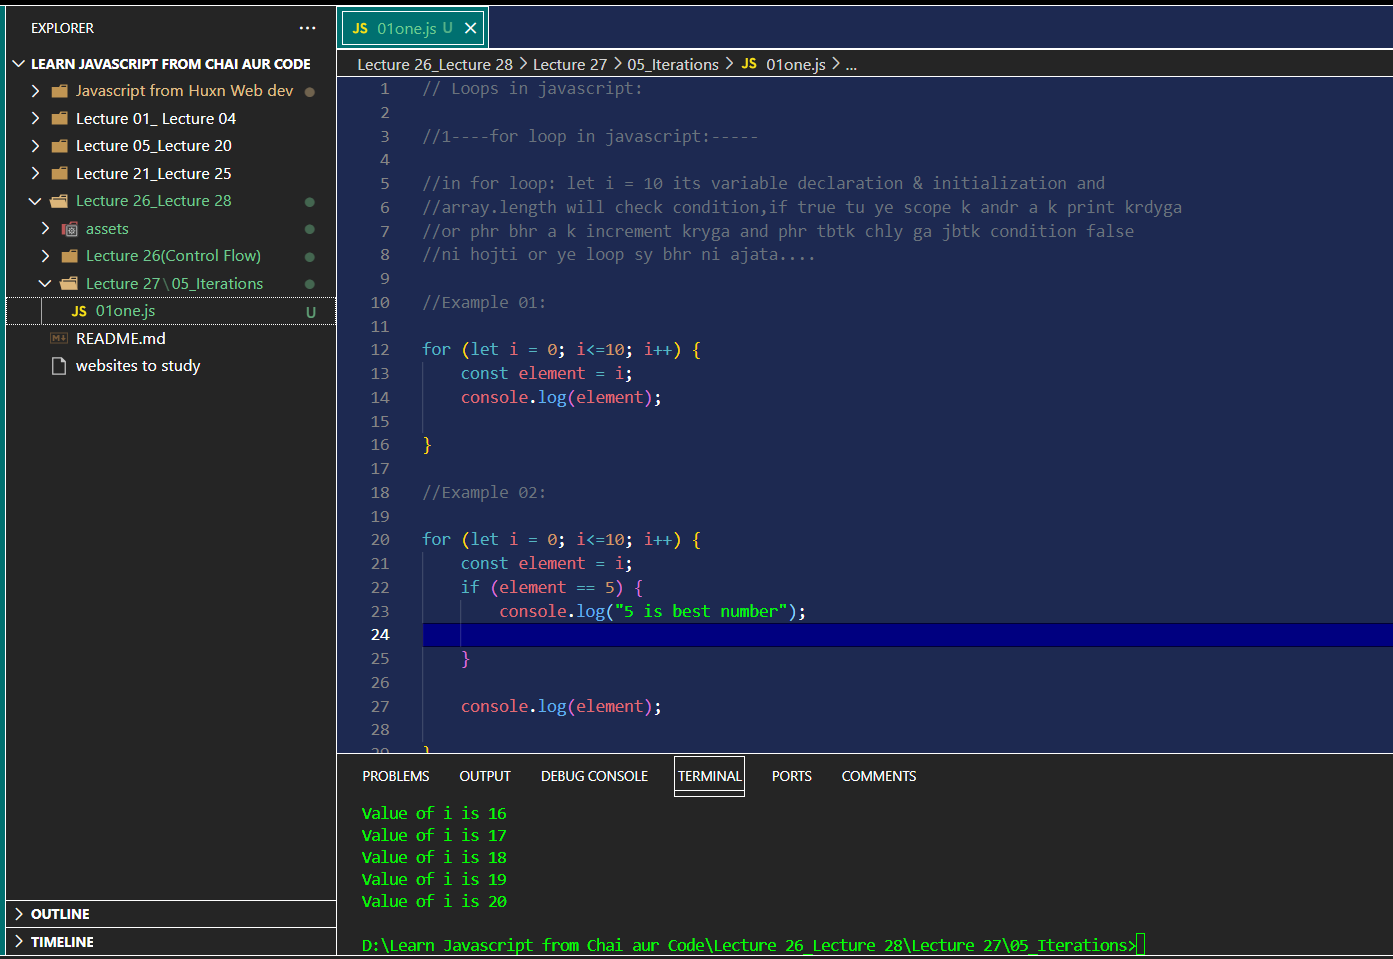 EXPLORER ...
LEARN JAVASCRIPT FROM CHAI AUR CODE
Javascript from Huxn Web dev
Lecture 01_ Lecture 04
Lecture 05_Lecture 20
Lecture 21_Lecture 25
Lecture 26_Lecture 28
assets
Lecture 26(Control Flow)
Lecture 27\05_Iterations
JS 01one.js U
README.md
websites to study
OUTLINE
TIMELINE
JS 01one.js U ×
Lecture 26_Lecture 28 > Lecture 27 > 05_Iterations > JS 01one.js > ...
1 // Loops in javascript:
2
3 //1----for loop in javascript:-----
4
5 //in for loop: let i = 10 its variable declaration & initialization and
6 //array.length will check condition,if true tu ye scope k andr a k print krdyga
7 //or phr bhr a k increment kryga and phr tbtk chly ga jbtk condition false
8 //ni hojti or ye loop sy bhr ni ajata....
9
10 //Example 01:
11
12 for (let i = 0; i<=10; i++) {
13 const element = i;
14 console.log(element);
15
16 }
17
18 //Example 02:
19
20 for (let i = 0; i<=10; i++) {
21 const element = i;
22 if (element == 5) {
23 console.log("5 is best number");
24
25 }
26
27 console.log(element);
28
29 }
PROBLEMS OUTPUT DEBUG CONSOLE TERMINAL PORTS COMMENTS
Value of i is 16
Value of i is 17
Value of i is 18
Value of i is 19
Value of i is 20
D:\Learn Javascript from Chai aur Code\Lecture 26_Lecture 28\Lecture 27\05_Iterations>